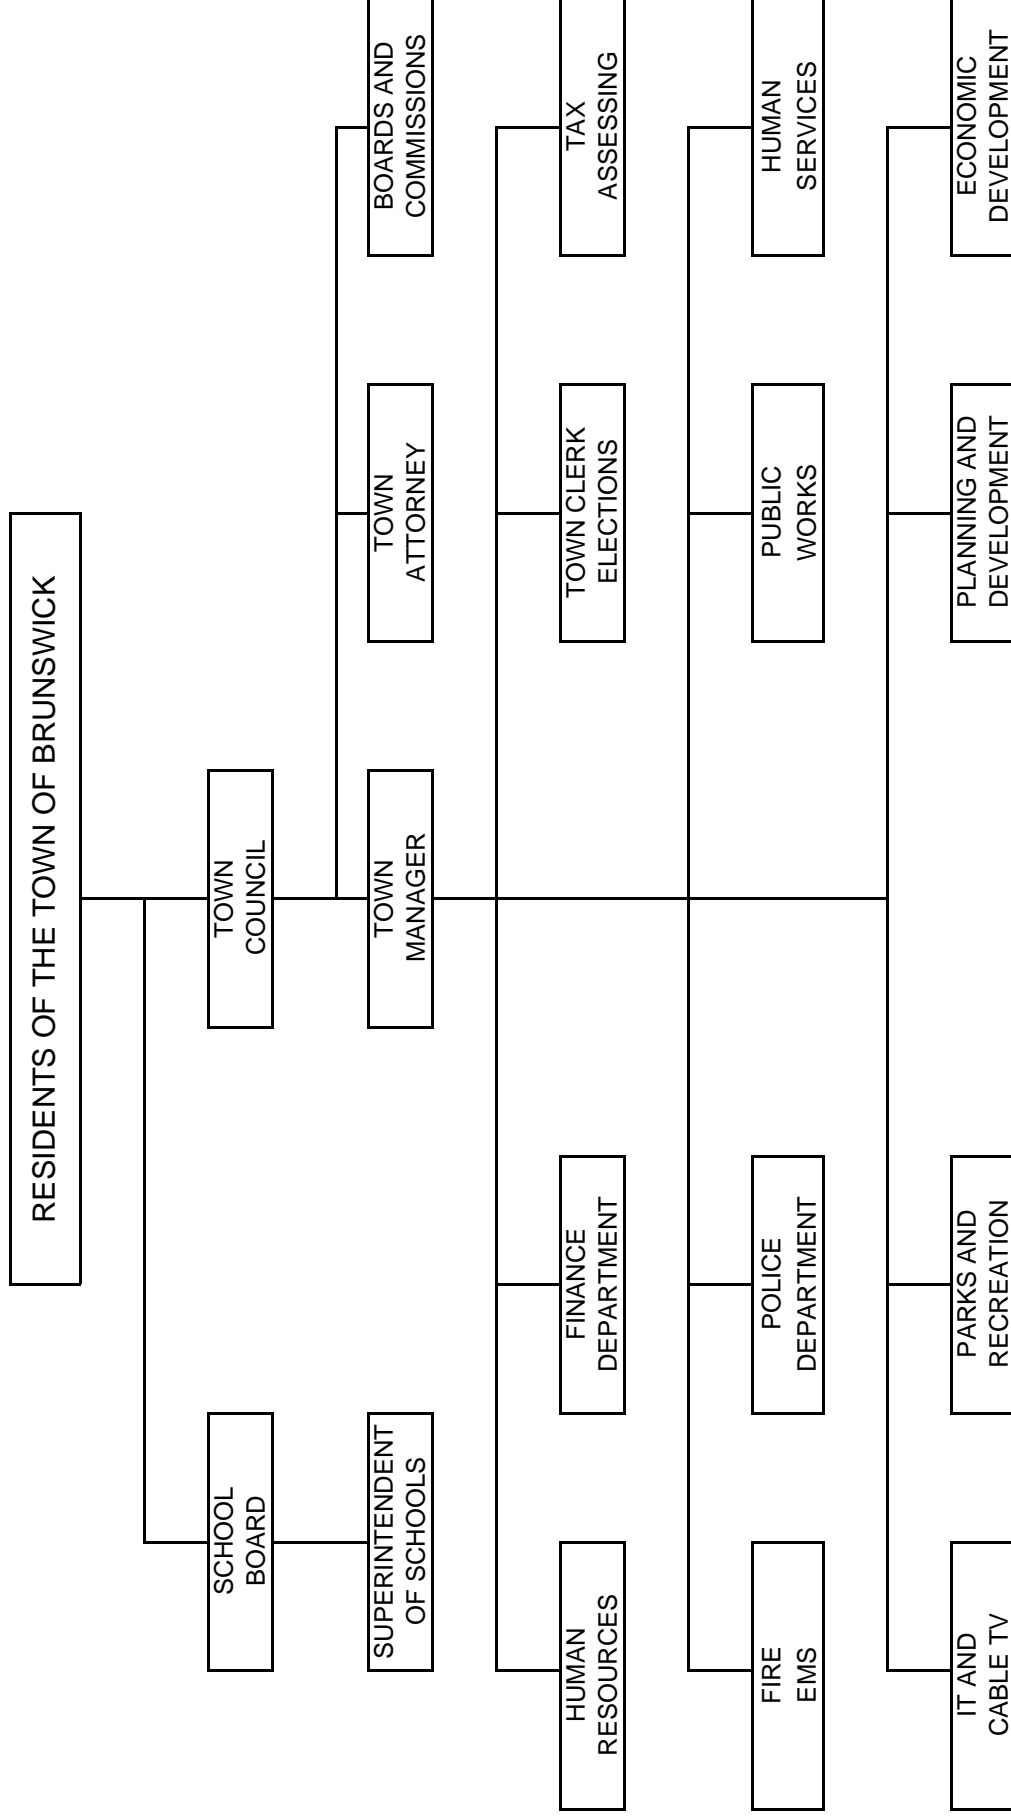 RESIDENTS OF THE TOWN OF BRUNSWICK
SCHOOL
BOARD
TOWN
COUNCIL
SUPERINTENDENT
OF SCHOOLS
TOWN
MANAGER
TOWN
ATTORNEY
BOARDS AND
COMMISSIONS
HUMAN
RESOURCES
FINANCE
DEPARTMENT
TOWN CLERK
ELECTIONS
TAX
ASSESSING
FIRE
EMS
POLICE
DEPARTMENT
PUBLIC
WORKS
HUMAN
SERVICES
IT AND
CABLE TV
PARKS AND
RECREATION
PLANNING AND
DEVELOPMENT
ECONOMIC
DEVELOPMENT